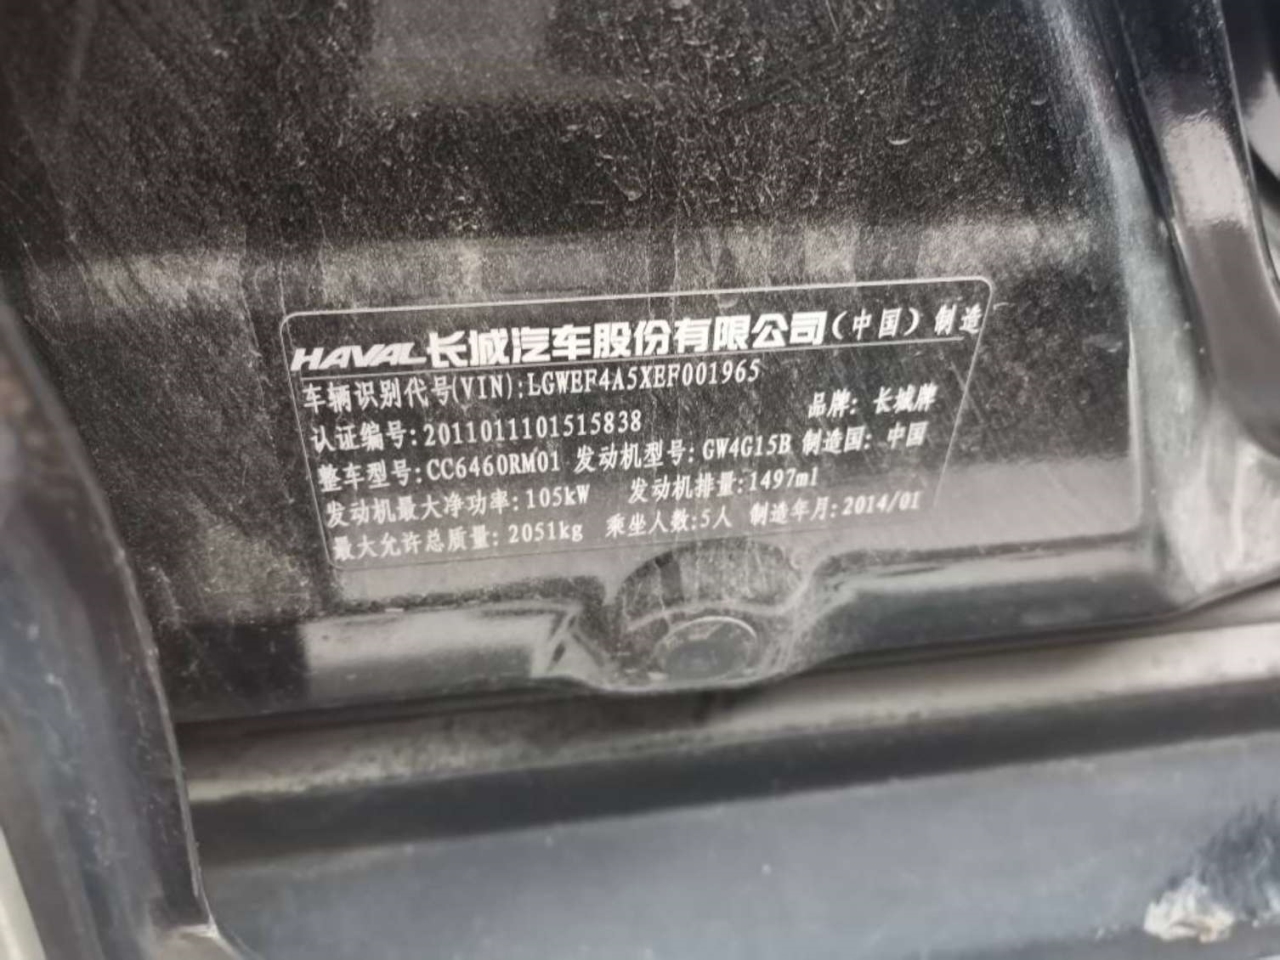 HAVAL长城汽车股份有限公司（中国）制造
车辆识别代号(VIN):LGWEF4A5XEF001965
认证编号:2011011101515838 品牌：长城牌
整车型号:CC6460RM01 发动机型号:GW4G15B 制造国：中国
发动机最大净功率:105kW 发动机排量:1497ml
最大允许总质量:2051kg 乘坐人数:5人 制造年月:2014/01